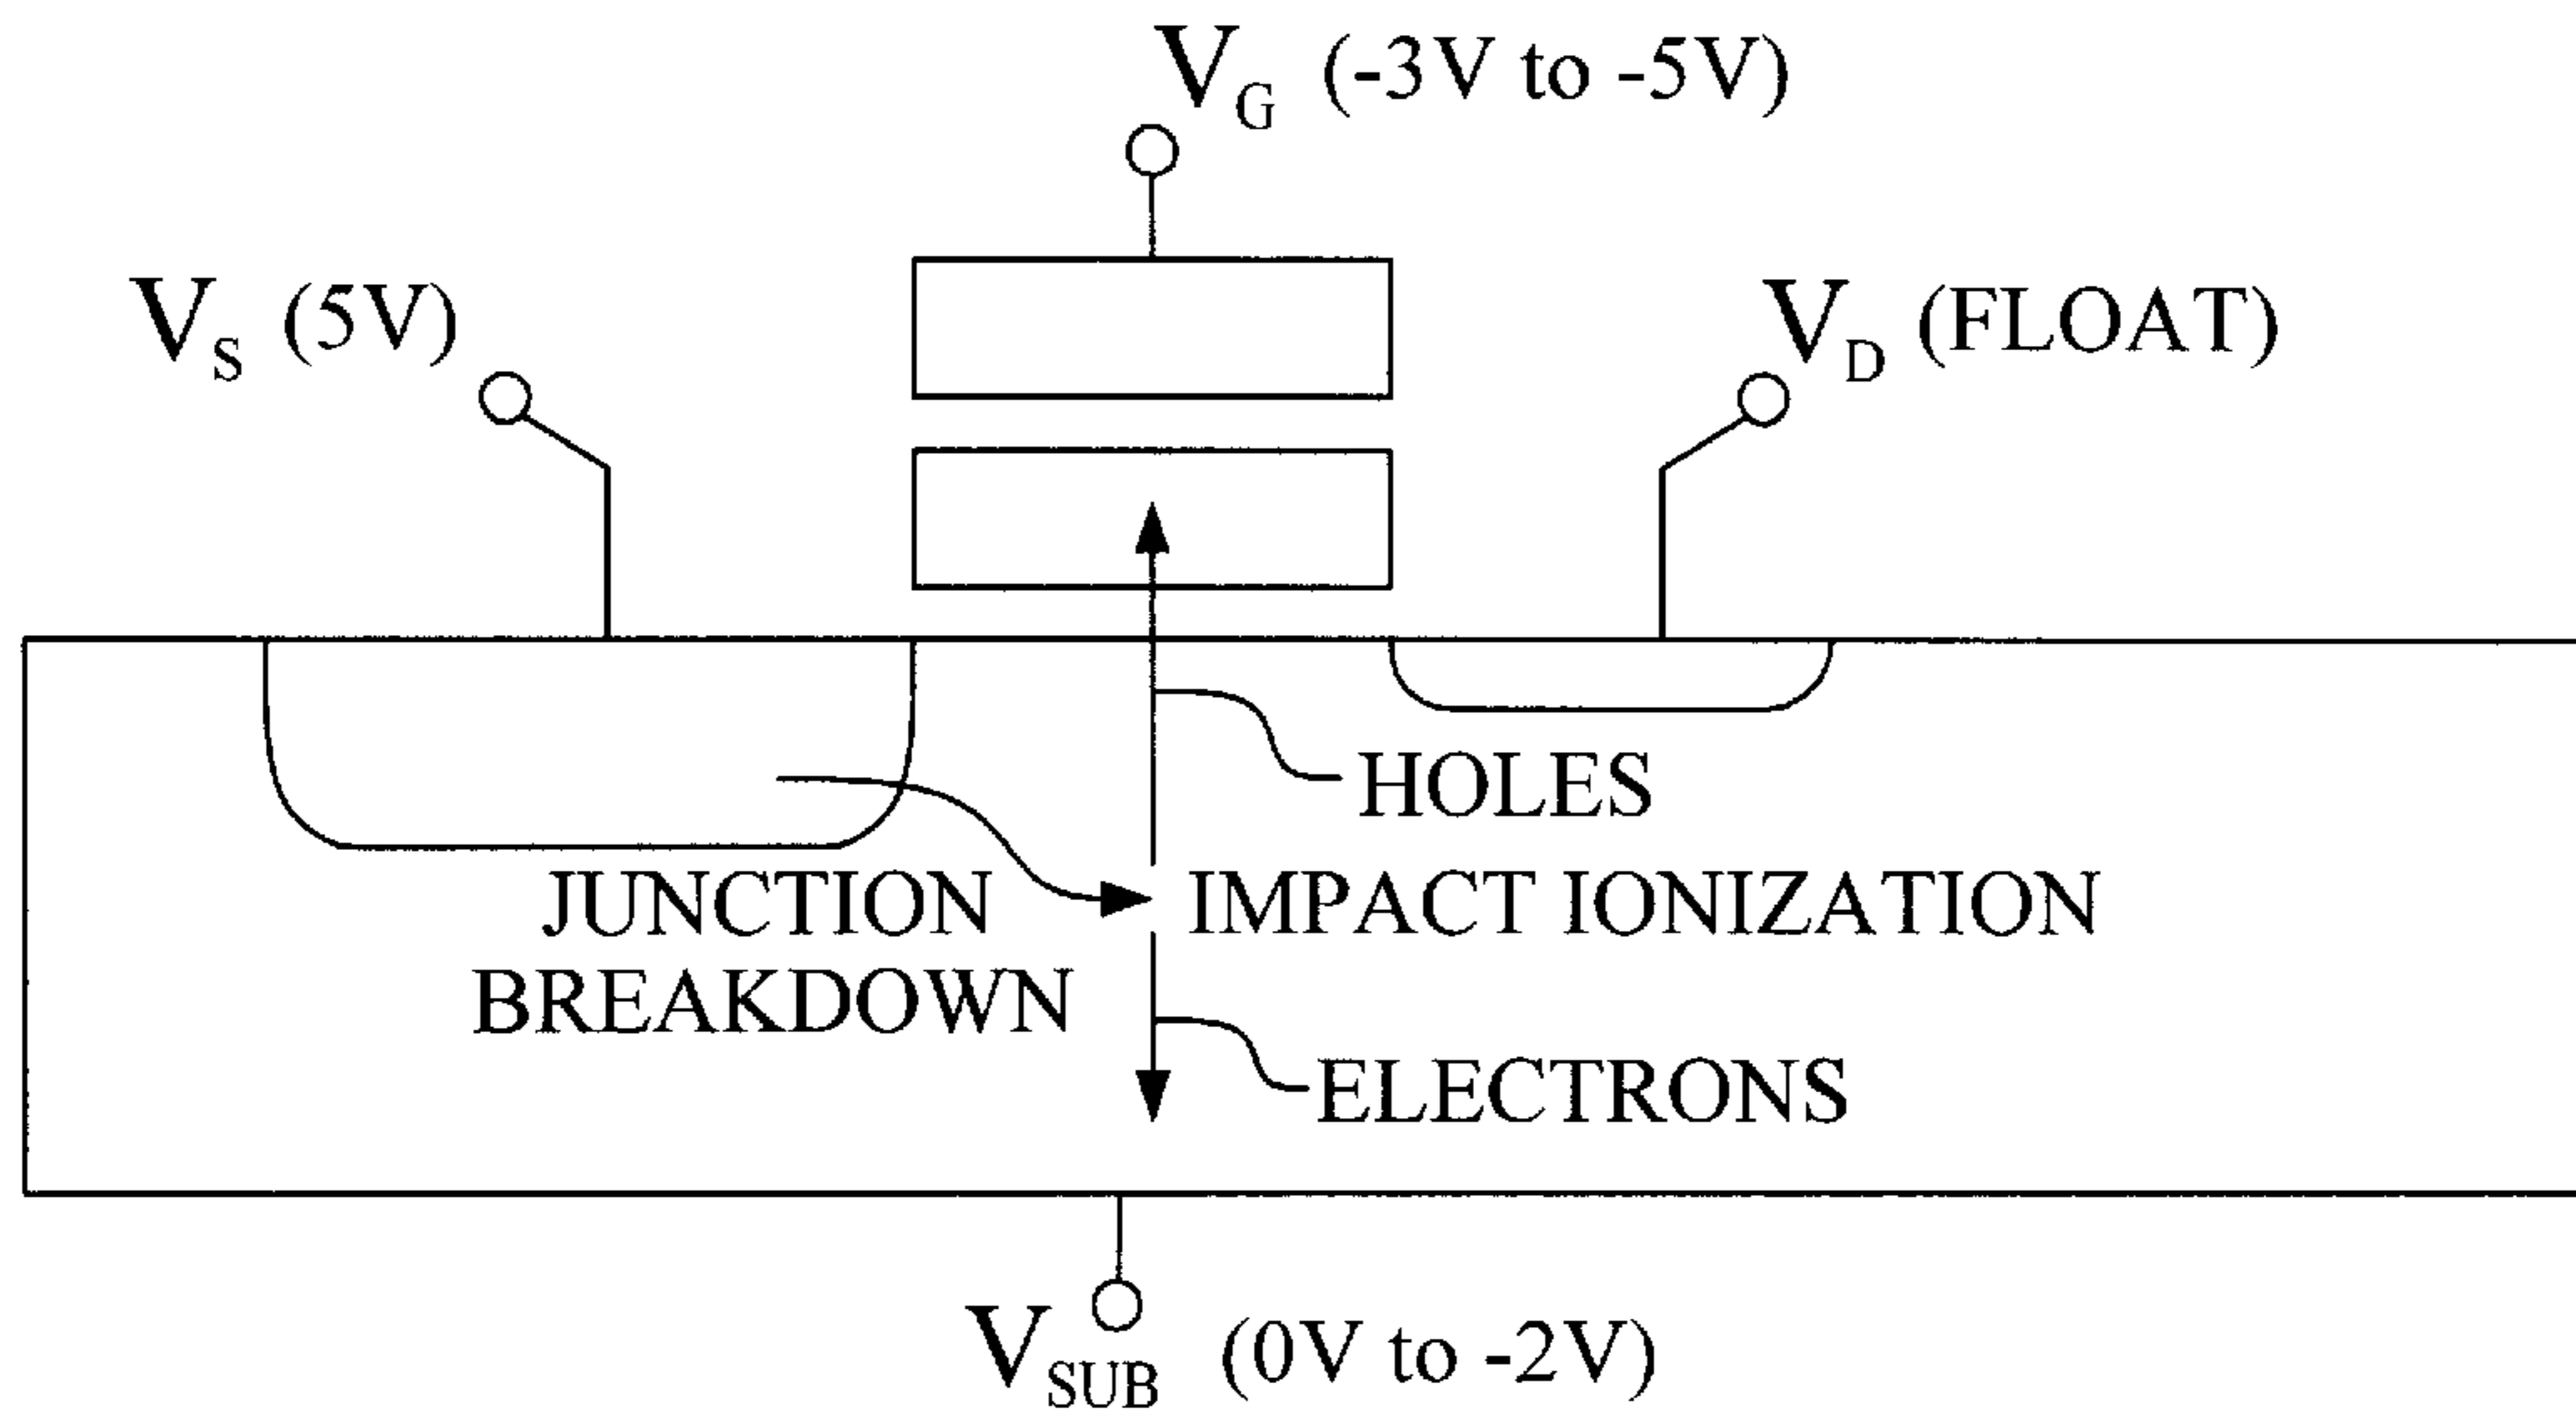 V_G (-3V to -5V)
V_S (5V)
V_D (FLOAT)
HOLES
JUNCTION
BREAKDOWN
IMPACT IONIZATION
ELECTRONS
V_SUB (0V to -2V)